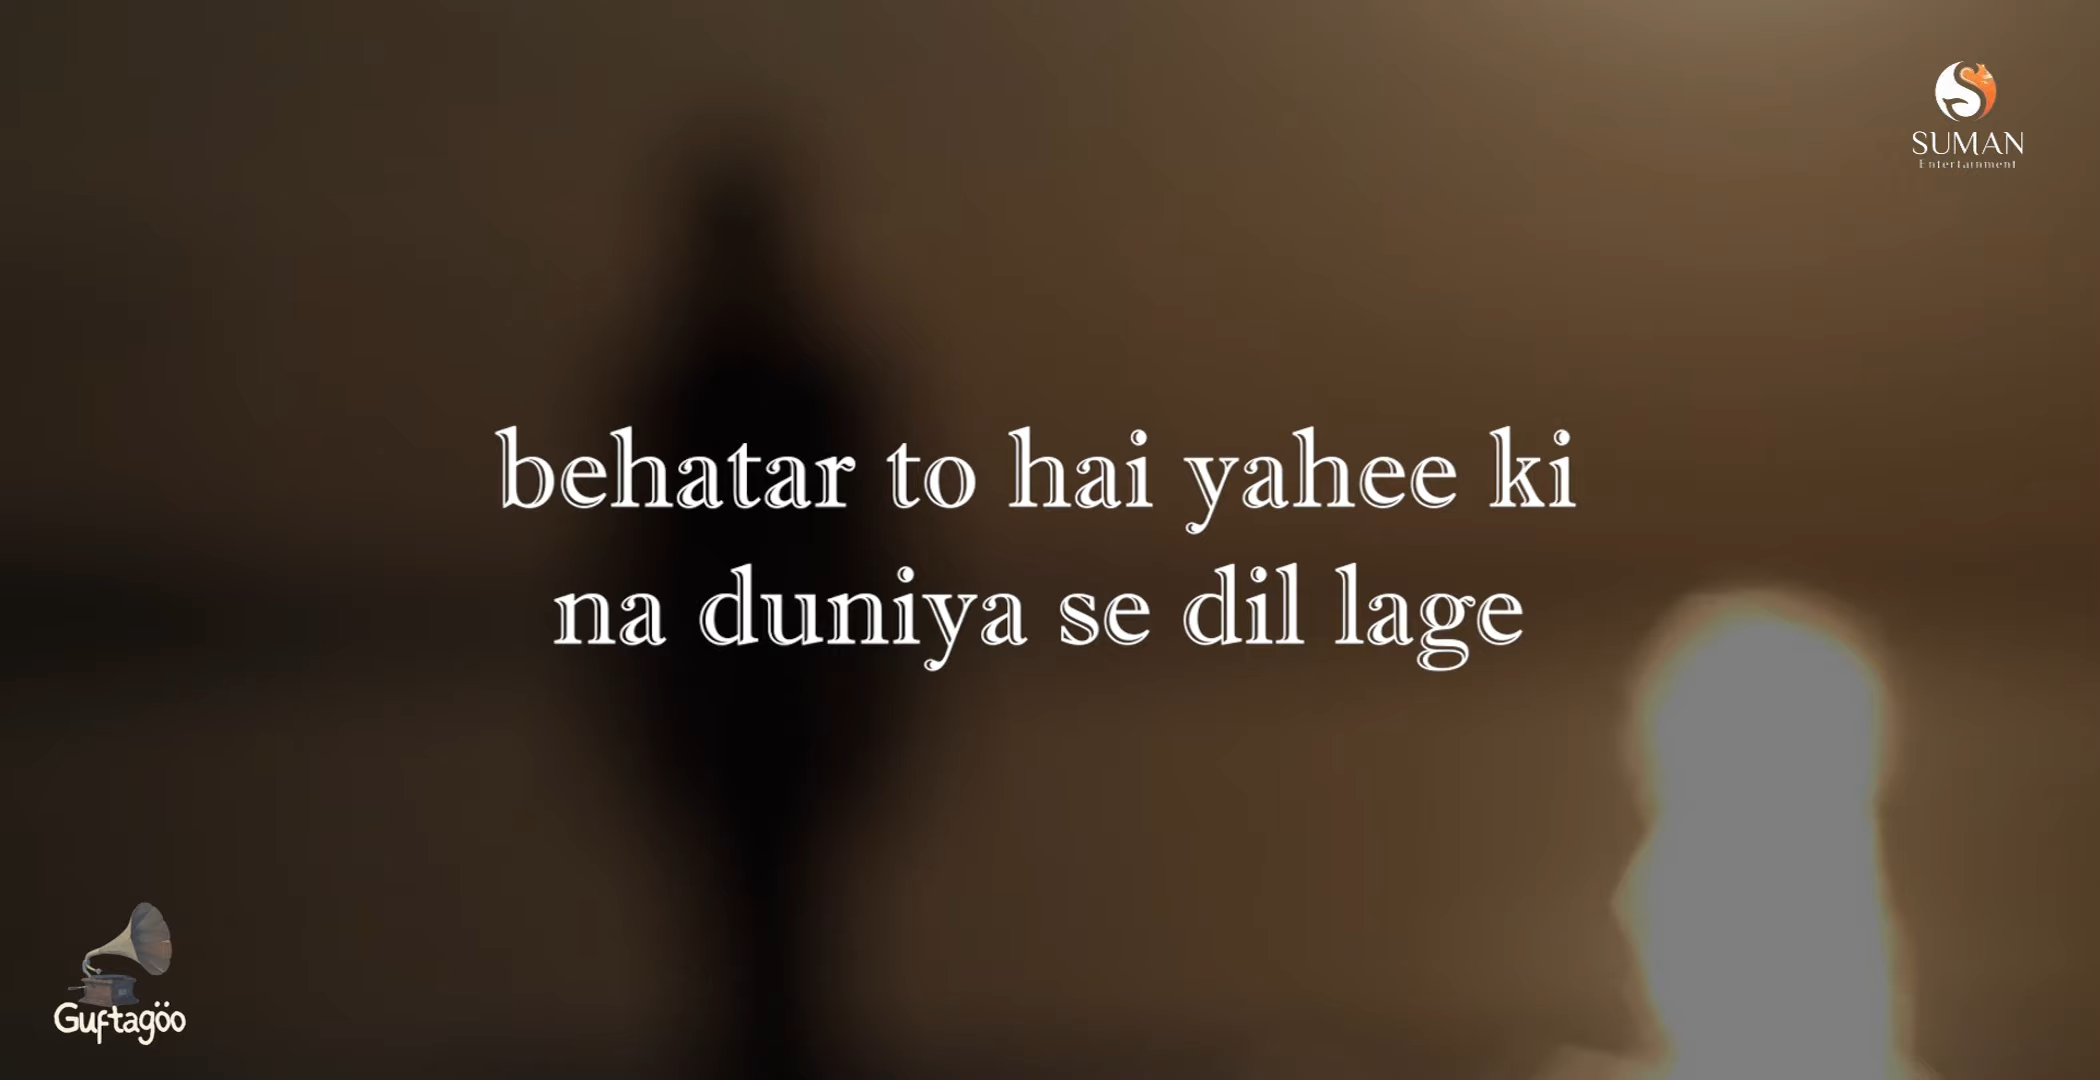 SUMAN
Entertainment
behatar to hai yahee ki
na duniya se dil lage
Guftagöo